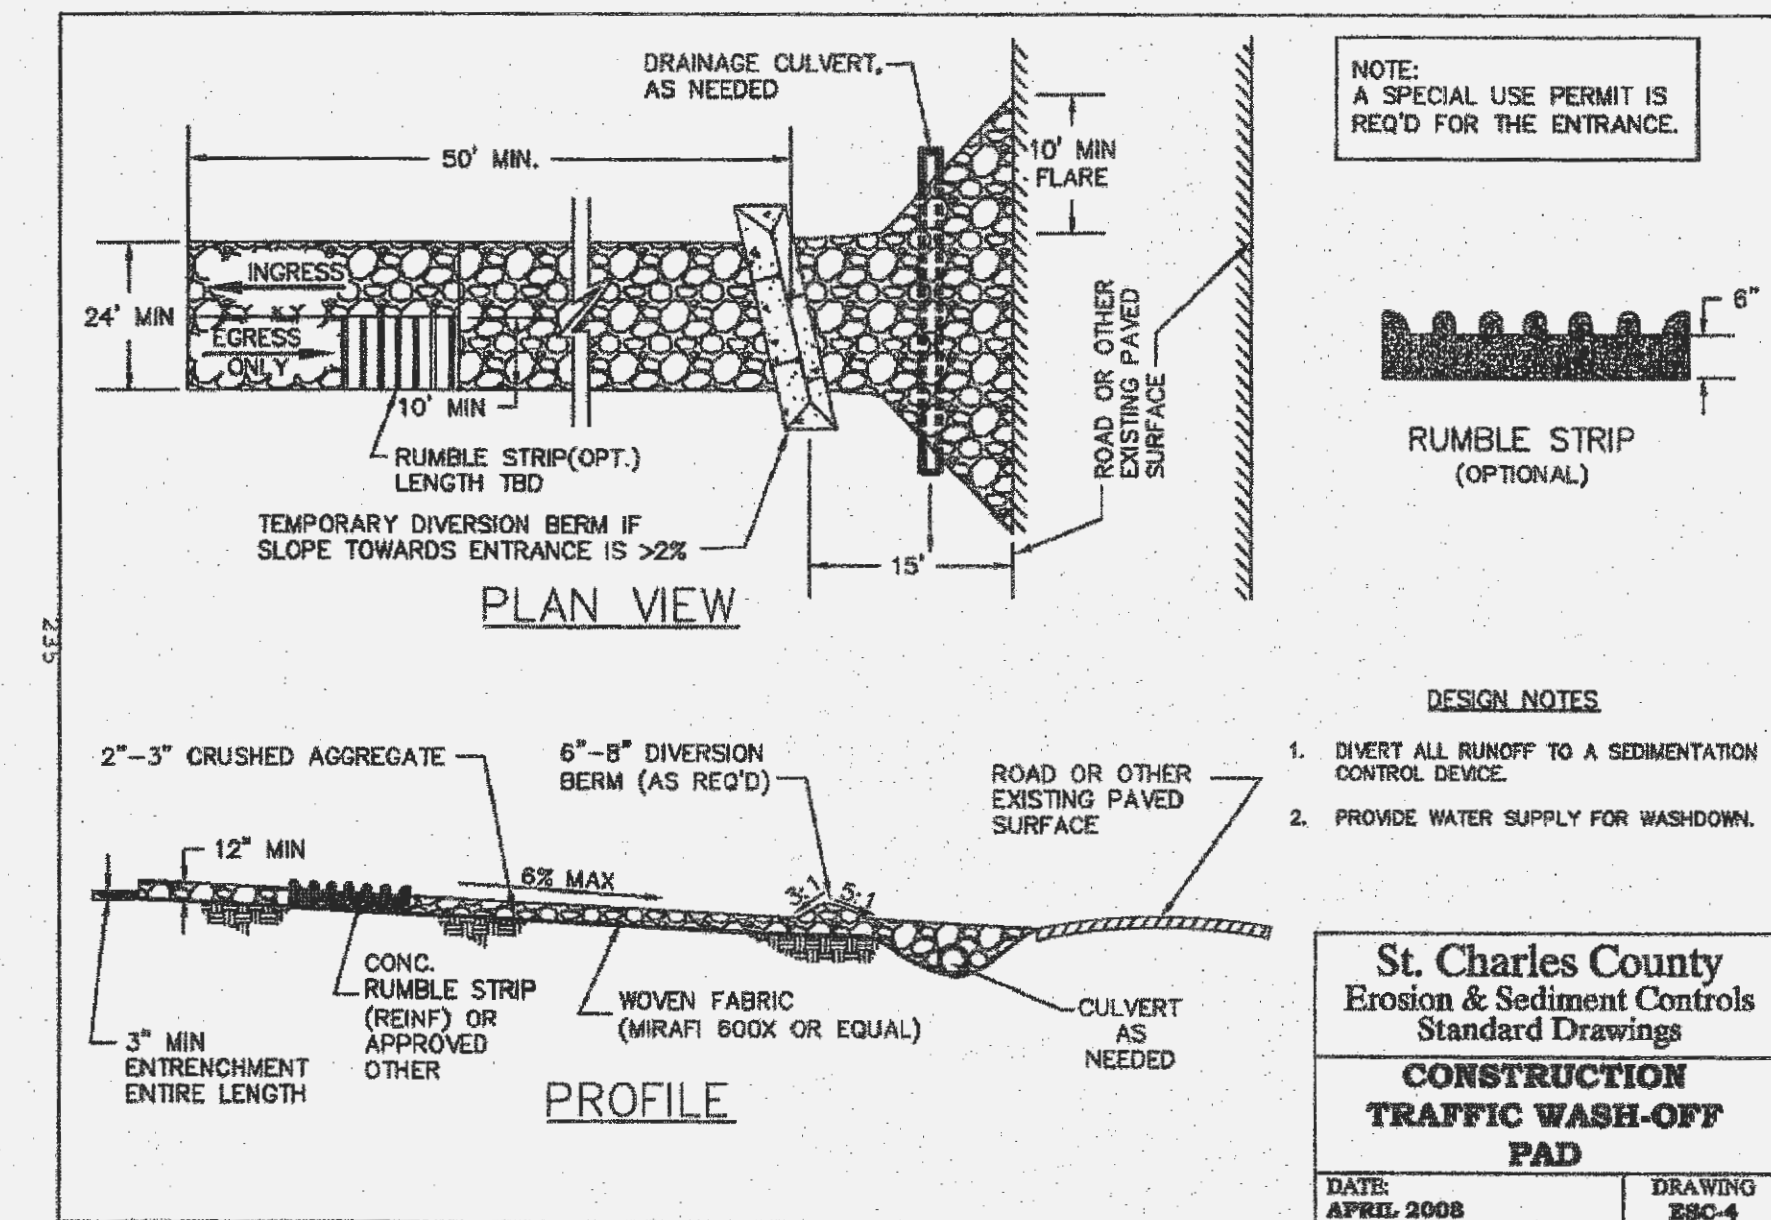 DRAINAGE CULVERT,
AS NEEDED
50' MIN.
10' MIN
FLARE
NOTE:
A SPECIAL USE PERMIT IS
REQ'D FOR THE ENTRANCE.
INGRESS
24' MIN
EGRESS
ONLY
10' MIN
RUMBLE STRIP(OPT.)
LENGTH TBD
TEMPORARY DIVERSION BERM IF
SLOPE TOWARDS ENTRANCE IS >2%
15'
ROAD OR OTHER
EXISTING PAVED
SURFACE
6"
RUMBLE STRIP
(OPTIONAL)
PLAN VIEW
235
DESIGN NOTES
1. DIVERT ALL RUNOFF TO A SEDIMENTATION
CONTROL DEVICE.
2. PROVIDE WATER SUPPLY FOR WASHDOWN.
2"-3" CRUSHED AGGREGATE
6"-8" DIVERSION
BERM (AS REQ'D)
ROAD OR OTHER
EXISTING PAVED
SURFACE
12" MIN
6% MAX
3:1
5:1
3" MIN
ENTRENCHMENT
ENTIRE LENGTH
CONC.
RUMBLE STRIP
(REINF) OR
APPROVED
OTHER
WOVEN FABRIC
(MIRAFI 600X OR EQUAL)
CULVERT
AS
NEEDED
PROFILE
St. Charles County
Erosion & Sediment Controls
Standard Drawings
CONSTRUCTION
TRAFFIC WASH-OFF
PAD
DATE:
APRIL 2008
DRAWING
ESC-4